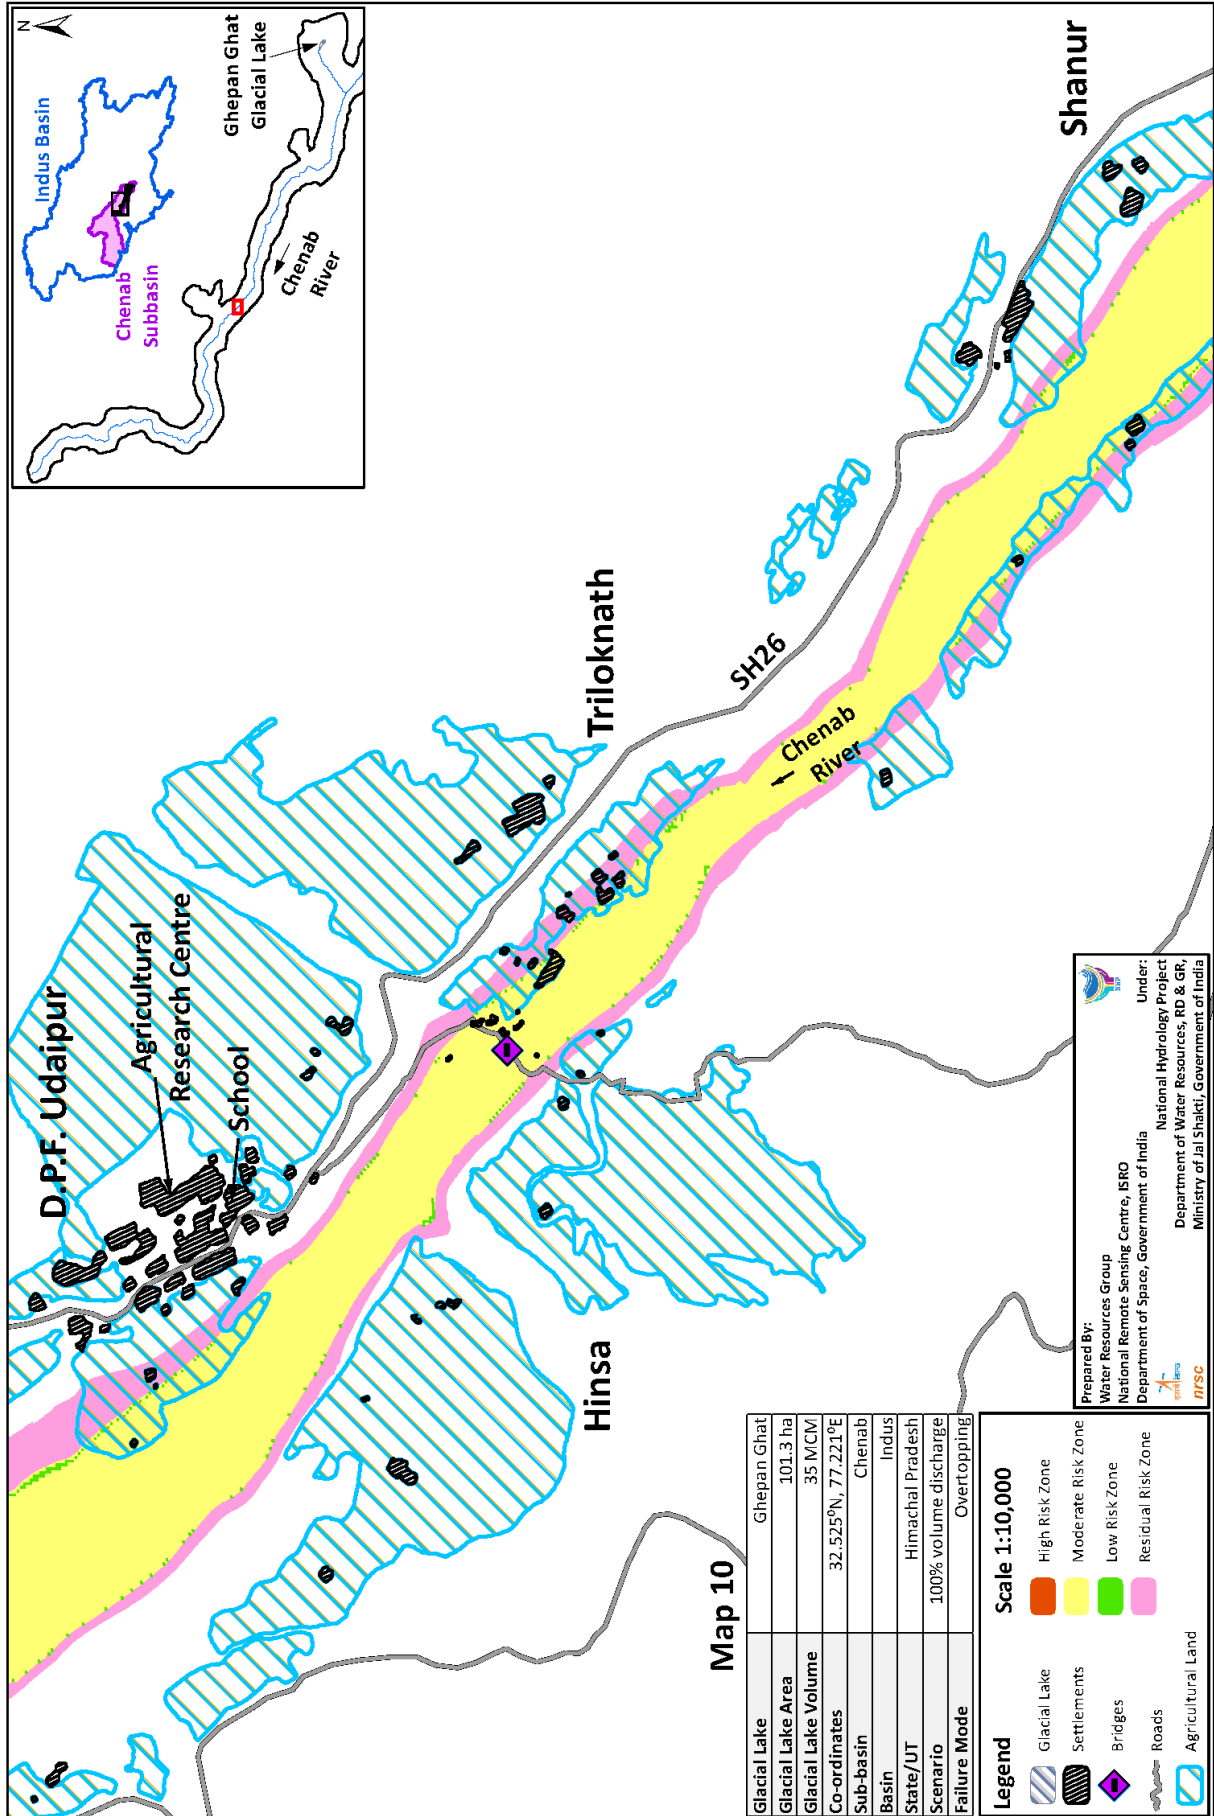 N
Indus Basin
Chenab
Subbasin
Ghepan Ghat
Glacial Lake
Chenab
River
D.P.F. Udaipur
Agricultural
Research Centre
School
Triloknath
Shanur
SH26
Chenab
River
Hinsa
Map 10
Glacial Lake Ghepan Ghat
Glacial Lake Area 101.3 ha
Glacial Lake Volume 35 MCM
Co-ordinates 32.525°N, 77.221°E
Sub-basin Chenab
Basin Indus
State/UT Himachal Pradesh
Scenario 100% volume discharge
Failure Mode Overtopping
Legend
Scale 1:10,000
Glacial Lake
Settlements
Bridges
Roads
Agricultural Land
High Risk Zone
Moderate Risk Zone
Low Risk Zone
Residual Risk Zone
Prepared By:
Water Resources Group
National Remote Sensing Centre, ISRO
Department of Space, Government of India
nrsc
Under:
National Hydrology Project
Department of Water Resources, RD & GR,
Ministry of Jal Shakti, Government of India